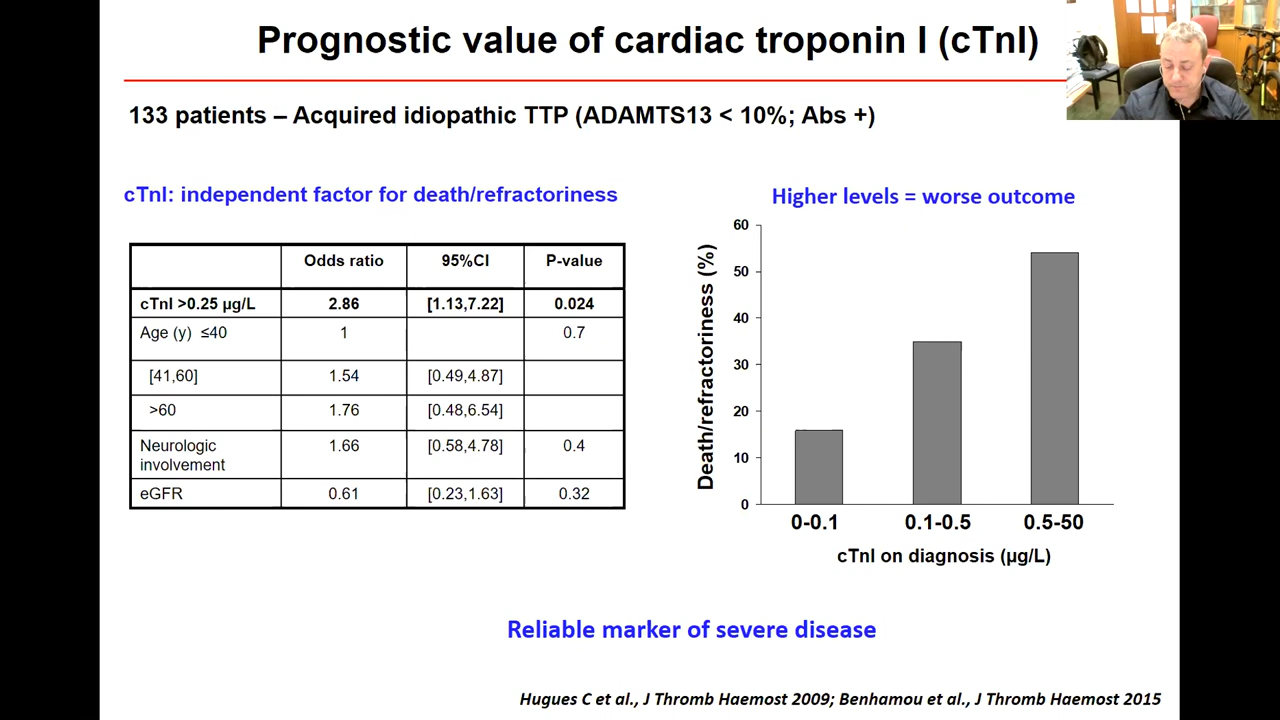 Prognostic value of cardiac troponin I (cTnI)
133 patients – Acquired idiopathic TTP (ADAMTS13 < 10%; Abs +)
cTnI: independent factor for death/refractoriness
Odds ratio 95%CI P-value
cTnI >0.25 µg/L 2.86 [1.13,7.22] 0.024
Age (y) ≤40 1 0.7
[41,60] 1.54 [0.49,4.87]
>60 1.76 [0.48,6.54]
Neurologic 1.66 [0.58,4.78] 0.4
involvement
eGFR 0.61 [0.23,1.63] 0.32
Higher levels = worse outcome
Death/refractoriness (%)
60
50
40
30
20
10
0
0-0.1 0.1-0.5 0.5-50
cTnI on diagnosis (µg/L)
Reliable marker of severe disease
Hugues C et al., J Thromb Haemost 2009; Benhamou et al., J Thromb Haemost 2015